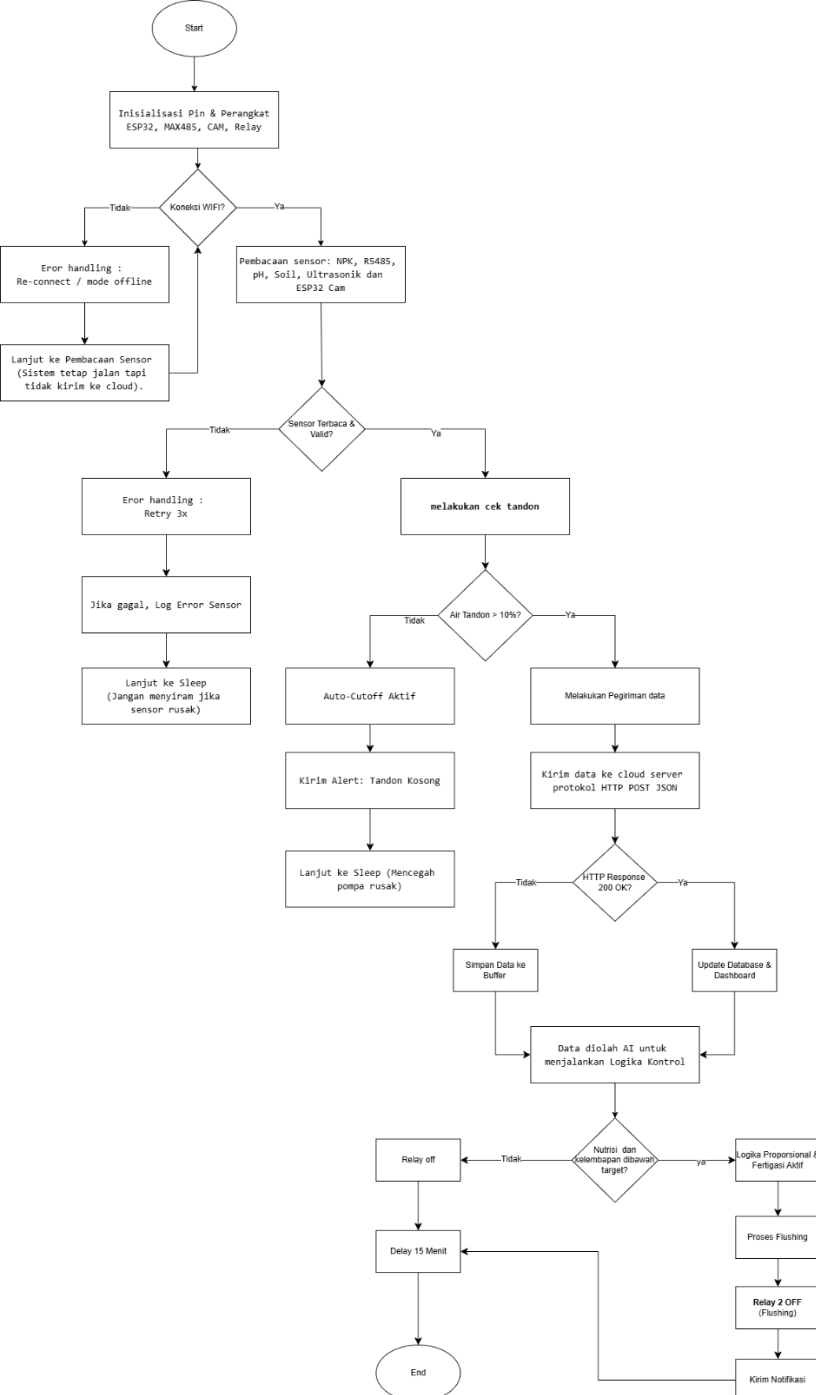 Start
Inisialisasi Pin & Perangkat
ESP32, MAX485, CAM, Relay
Koneksi WIFI?
Tidak
Ya
Eror handling :
Re-connect / mode offline
Pembacaan sensor: NPK, R5485,
pH, Soil, Ultrasonik dan
ESP32 Cam
Lanjut ke Pembacaan Sensor
(Sistem tetap jalan tapi
tidak kirim ke cloud).
Sensor Terbaca &
Valid?
Tidak
Ya
Eror handling :
Retry 3x
melakukan cek tandon
Jika gagal, Log Error Sensor
Air Tandon > 10%?
Tidak
Ya
Lanjut ke Sleep
(Jangan menyiram jika
sensor rusak)
Auto-Cutoff Aktif
Melakukan Pegiriman data
Kirim Alert: Tandon Kosong
Kirim data ke cloud server
protokol HTTP POST JSON
Lanjut ke Sleep (Mencegah
pompa rusak)
HTTP Response
200 OK?
Tidak
Ya
Simpan Data ke
Buffer
Update Database &
Dashboard
Data diolah AI untuk
menjalankan Logika Kontrol
Nutrisi dan
kelembapan dibawah
target?
Tidak
ya
Relay off
Logika Proporsional &
Fertigasi Aktif
Proses Flushing
Delay 15 Menit
Relay 2 OFF
(Flushing)
Kirim Notifikasi
End